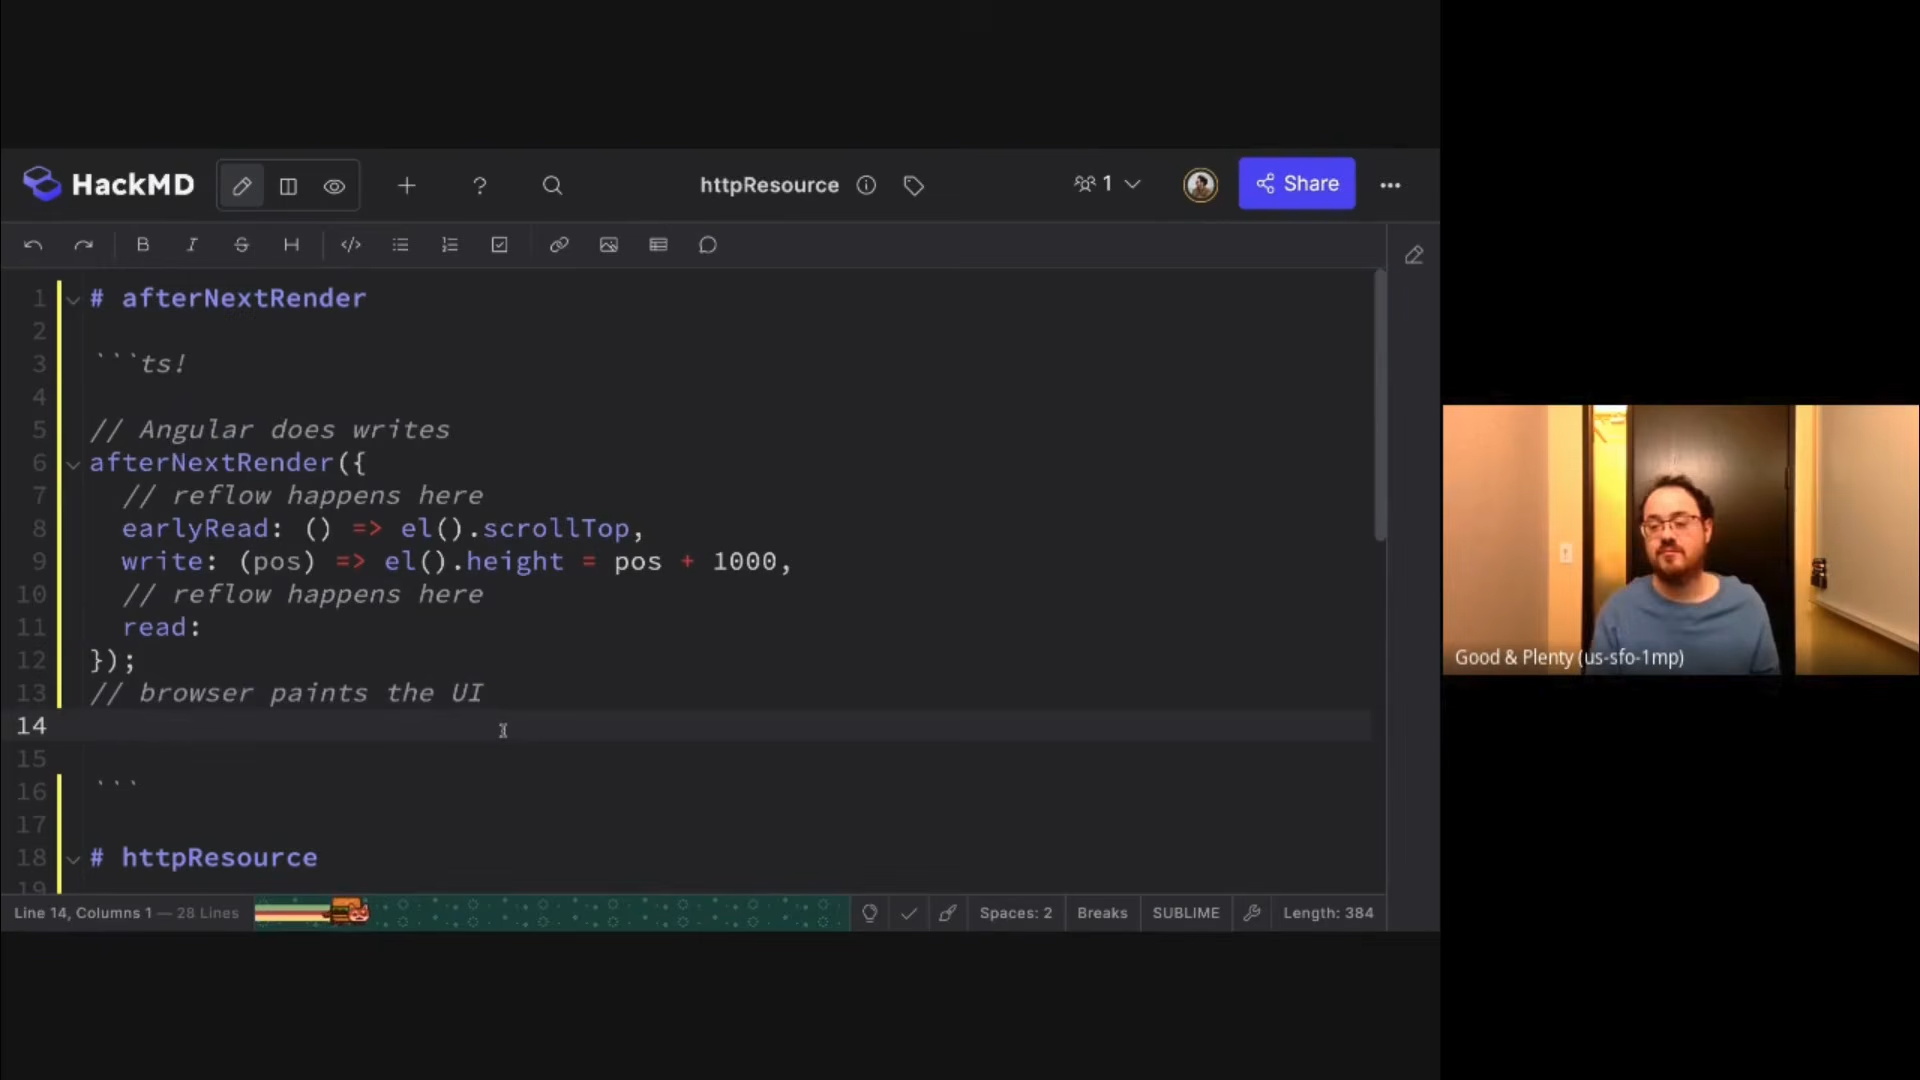 HackMD
httpResource
1
Share
1 # afterNextRender
2
3 ```ts!
4
5 // Angular does writes
6 afterNextRender({
7 // reflow happens here
8 earlyRead: () => el().scrollTop,
9 write: (pos) => el().height = pos + 1000,
10 // reflow happens here
11 read:
12 });
13 // browser paints the UI
14
15
16 ```
17
18 # httpResource
19
Line 14, Columns 1 — 28 Lines
Spaces: 2
Breaks
SUBLIME
Length: 384
Good & Plenty (us-sfo-1mp)